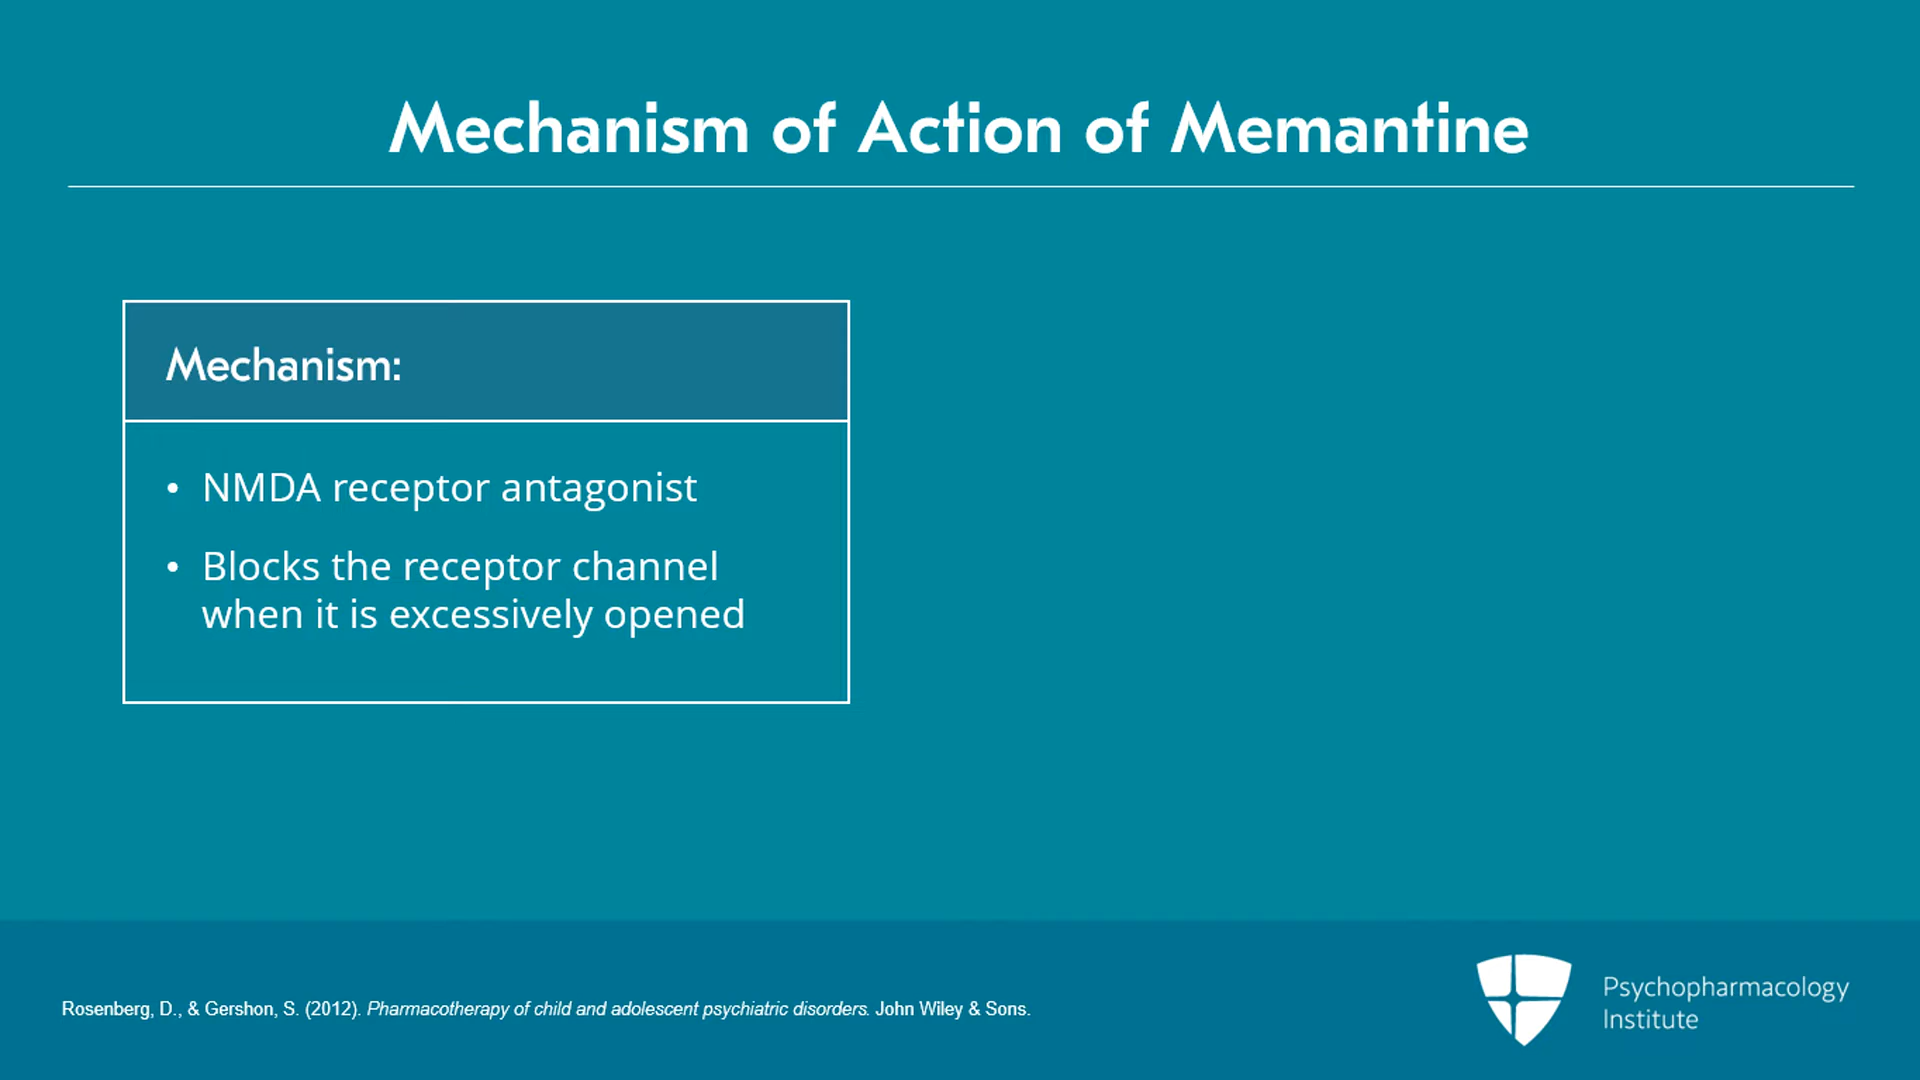 Mechanism of Action of Memantine
Mechanism:
• NMDA receptor antagonist
• Blocks the receptor channel
when it is excessively opened
Rosenberg, D., & Gershon, S. (2012). Pharmacotherapy of child and adolescent psychiatric disorders. John Wiley & Sons.
Psychopharmacology
Institute